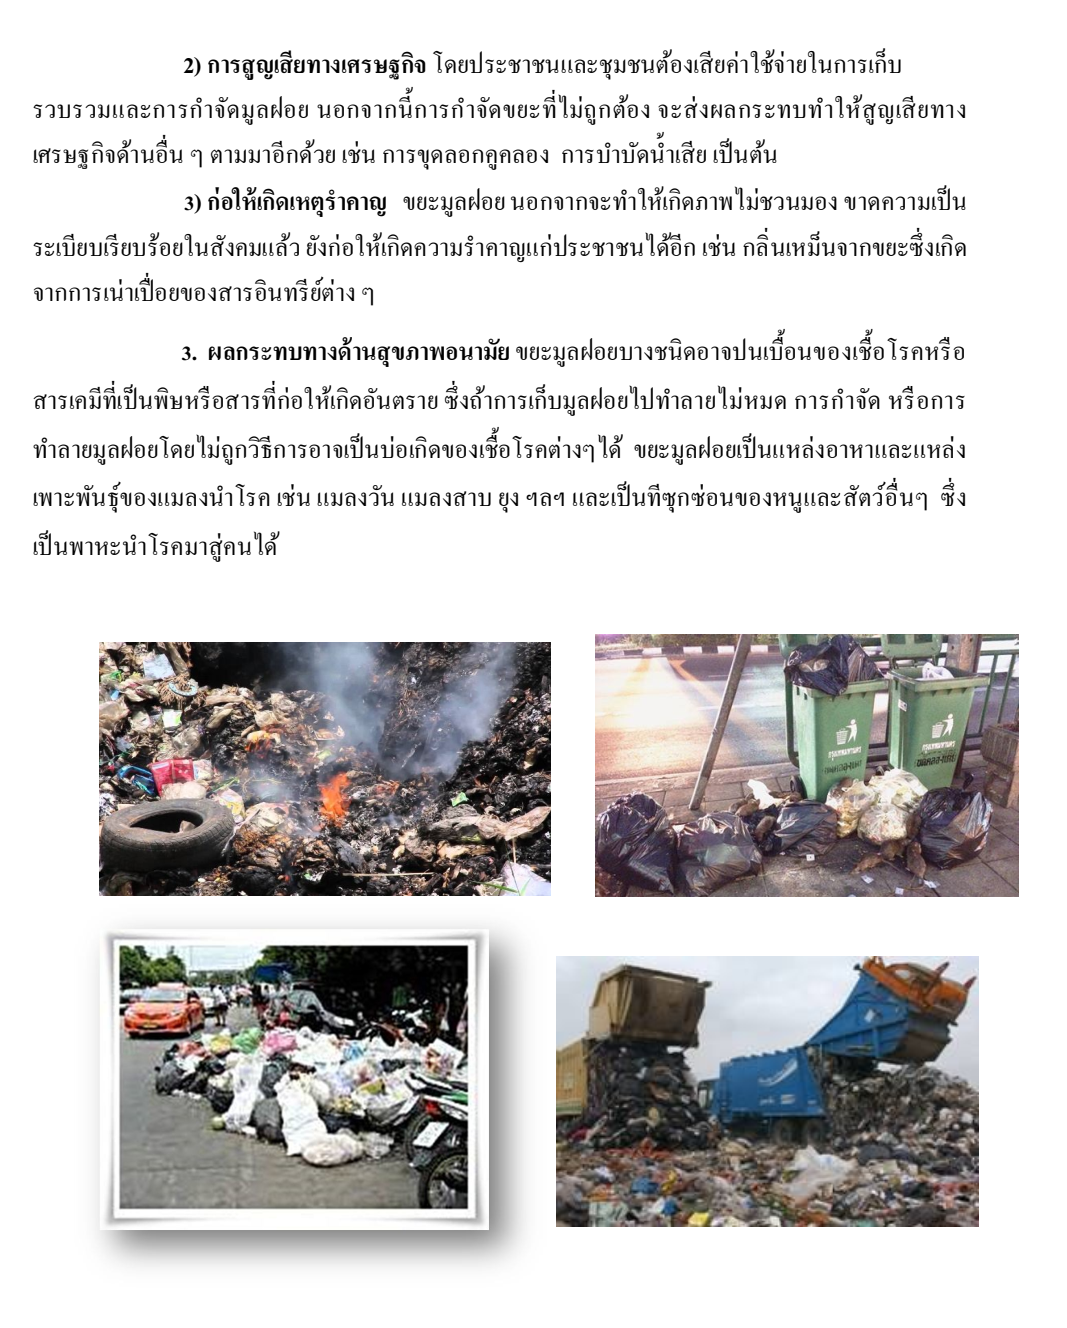 2) การสูญเสียทางเศรษฐกิจ โดยประชาชนและชุมชนต้องเสียค่าใช้จ่ายในการเก็บ
รวบรวมและการกำจัดมูลฝอย นอกจากนี้การกำจัดขยะที่ไม่ถูกต้อง จะส่งผลกระทบทำให้สูญเสียทาง
เศรษฐกิจด้านอื่น ๆ ตามมาอีกด้วย เช่น การขุดลอกคูคลอง การบำบัดน้ำเสีย เป็นต้น
3) ก่อให้เกิดเหตุรำคาญ ขยะมูลฝอย นอกจากจะทำให้เกิดภาพไม่ชวนมอง ขาดความเป็น
ระเบียบเรียบร้อยในสังคมแล้ว ยังก่อให้เกิดความรำคาญแก่ประชาชนได้อีก เช่น กลิ่นเหม็นจากขยะซึ่งเกิด
จากการเน่าเปื่อยของสารอินทรีย์ต่าง ๆ
3. ผลกระทบทางด้านสุขภาพอนามัย ขยะมูลฝอยบางชนิดอาจปนเบื้อนของเชื้อโรคหรือ
สารเคมีที่เป็นพิษหรือสารที่ก่อให้เกิดอันตราย ซึ่งถ้าการเก็บมูลฝอยไปทำลายไม่หมด การกำจัด หรือการ
ทำลายมูลฝอยโดยไม่ถูกวิธีการอาจเป็นบ่อเกิดของเชื้อโรคต่างๆ ได้ ขยะมูลฝอยเป็นแหล่งอาหาและแหล่ง
เพาะพันธุ์ของแมลงนำโรค เช่น แมลงวัน แมลงสาบ ยุง ฯลฯ และเป็นทีซุกซ่อนของหนูและสัตว์อื่นๆ ซึ่ง
เป็นพาหะนำโรคมาสู่คนได้
กรุงเทพมหานคร
กรุงเทพมหานคร